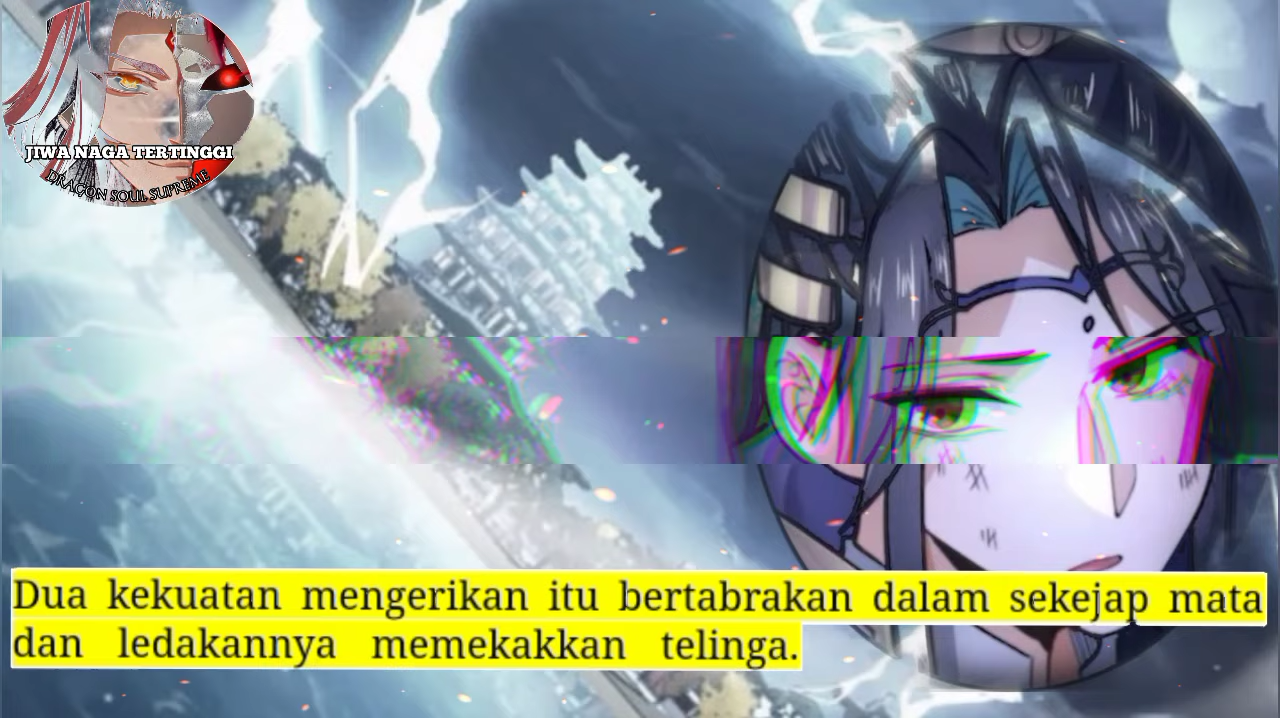 JIWA NAGA TERTINGGI
DRAGON SOUL SUPREME
Dua kekuatan mengerikan itu bertabrakan dalam sekejap mata
dan ledakannya memekakkan telinga.